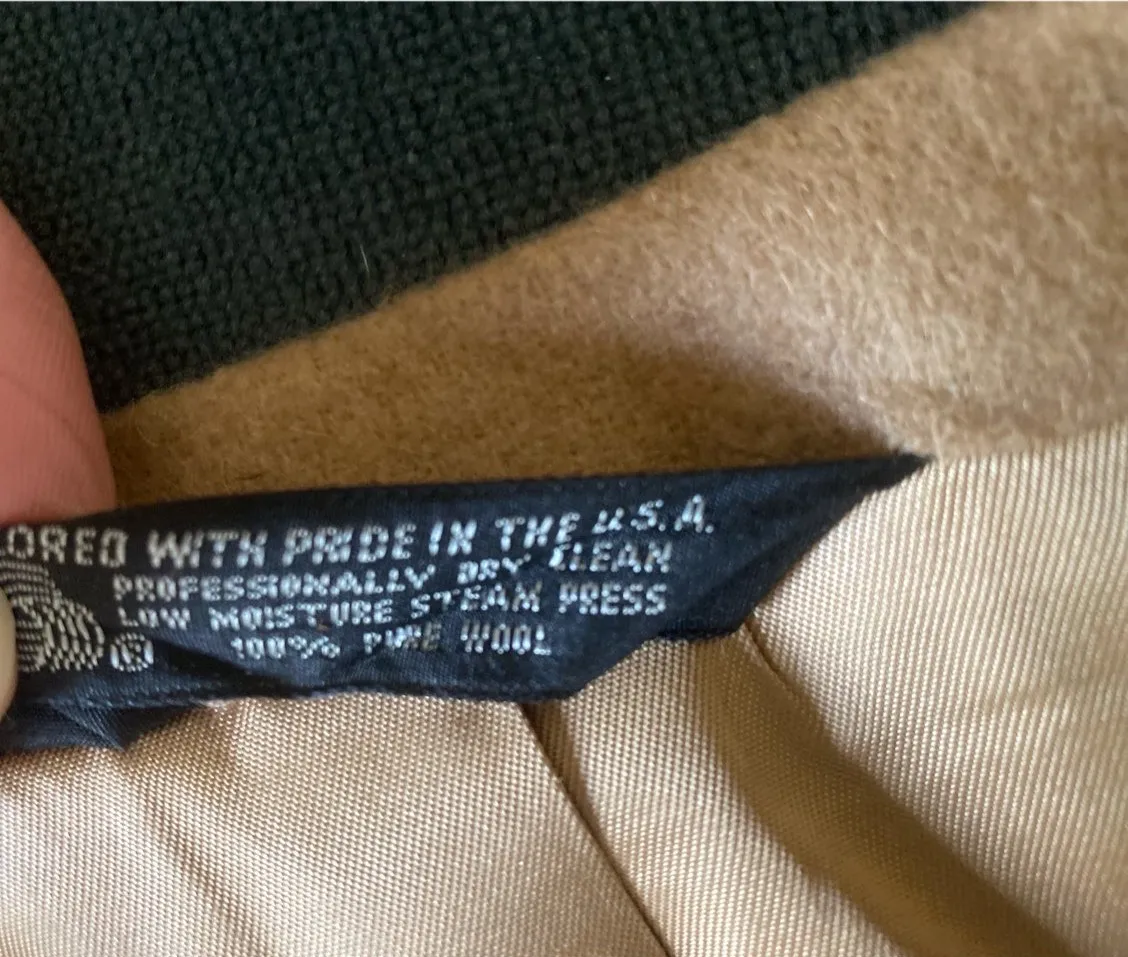 LORED WITH PRIDE IN THE U.S.A.
PROFESSIONALLY DRY CLEAN
LOW MOISTURE STEAM PRESS
® 100% PURE WOOL